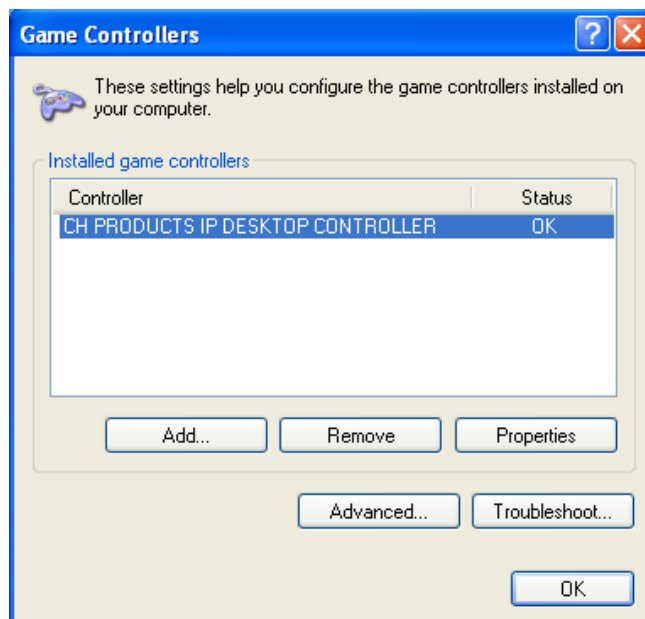 Game Controllers
?
These settings help you configure the game controllers installed on
your computer.
Installed game controllers
Controller Status
CH PRODUCTS IP DESKTOP CONTROLLER OK
Add... Remove Properties
Advanced... Troubleshoot...
OK